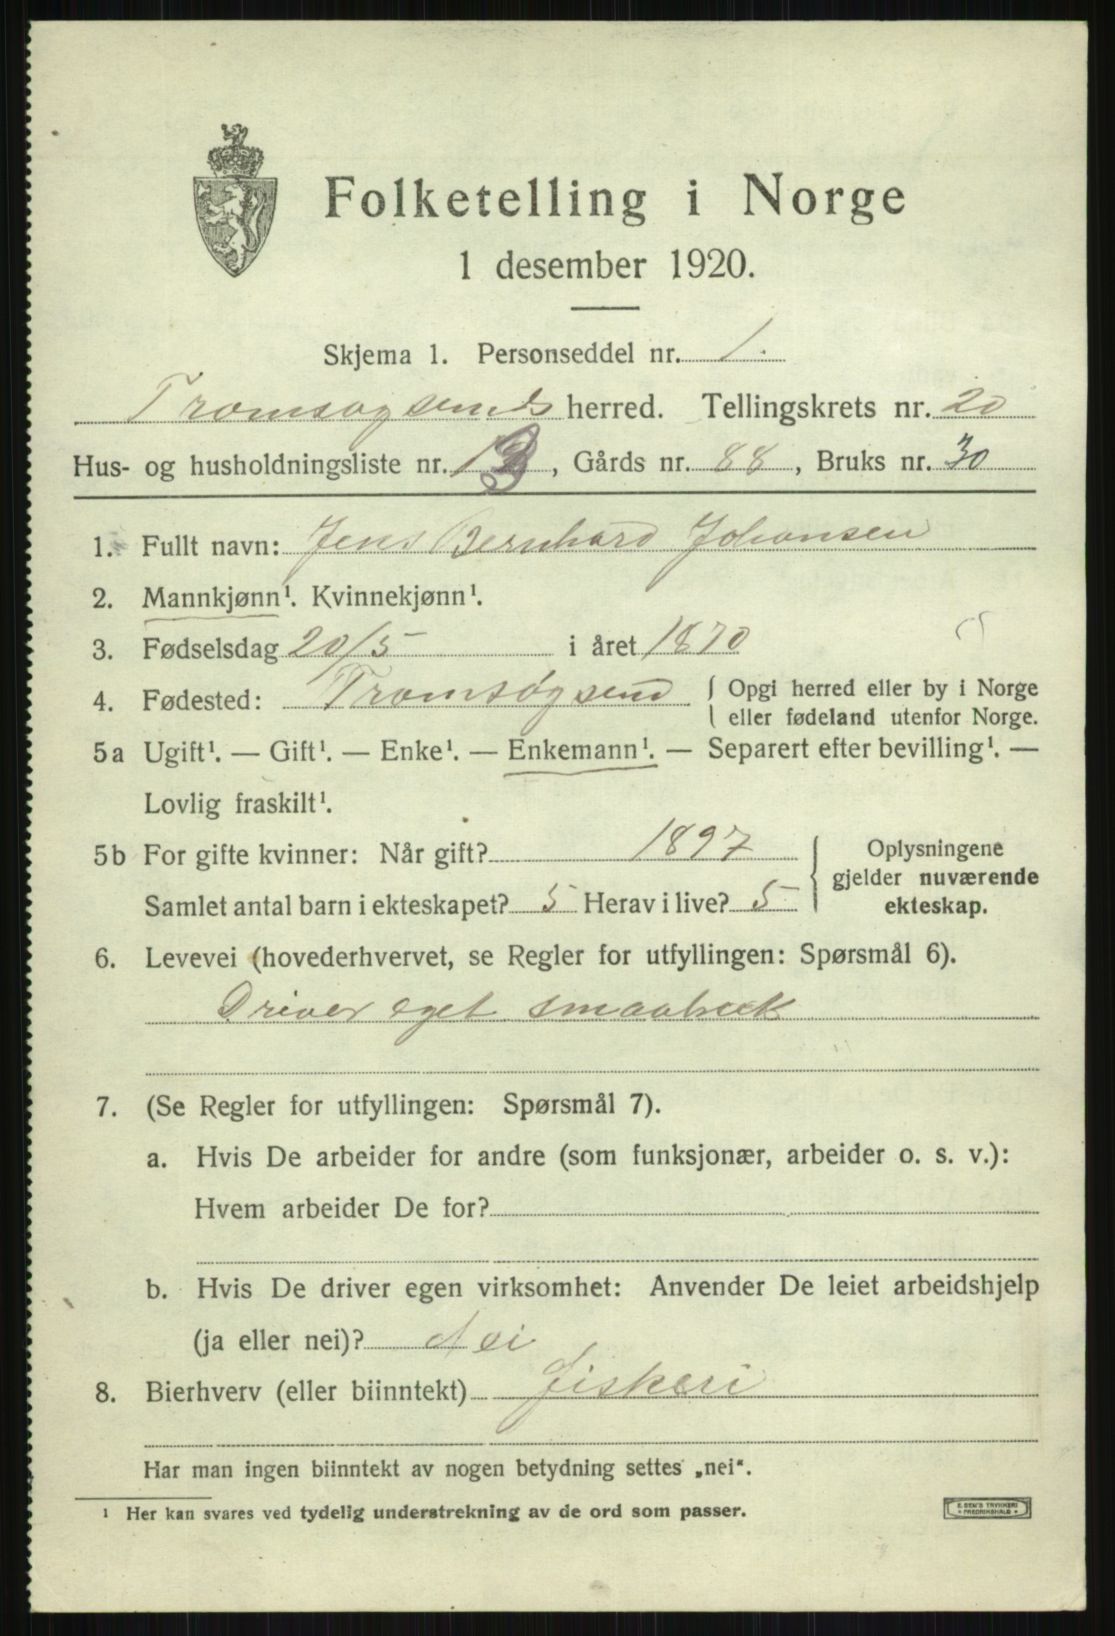 Folketelling i Norge
1 desember 1920.
Skjema 1. Personseddel nr. 1.
Tromsøysunds herred. Tellingskrets nr. 20
Hus- og husholdningsliste nr. 13, Gårds nr. 88, Bruks nr. 30
1. Fullt navn: Jens Bernhard Johansen
2. Mannkjønn¹. Kvinnekjønn¹.
3. Fødselsdag 20/5 i året 1870
4. Fødested: Tromsøysund { Opgi herred eller by i Norge
eller fødeland utenfor Norge.
5a Ugift¹. — Gift¹. — Enke¹. — Enkemann¹. — Separert efter bevilling¹. —
Lovlig fraskilt¹.
5b For gifte kvinner: Når gift? 1897
Samlet antal barn i ekteskapet? 5 Herav i live? 5
Oplysningene
gjelder nuværende
ekteskap.
6. Levevei (hovederhvervet, se Regler for utfyllingen: Spørsmål 6).
Driver eget smaabruk
7. (Se Regler for utfyllingen: Spørsmål 7).
a. Hvis De arbeider for andre (som funksjonær, arbeider o. s. v.):
Hvem arbeider De for?
b. Hvis De driver egen virksomhet: Anvender De leiet arbeidshjelp
(ja eller nei)? Nei
8. Bierhverv (eller biinntekt) Fiskeri
Har man ingen biinntekt av nogen betydning settes „nei“.
¹ Her kan svares ved tydelig understrekning av de ord som passer.
E. SEM'S TRYKKERI
FREDRIKSHALD